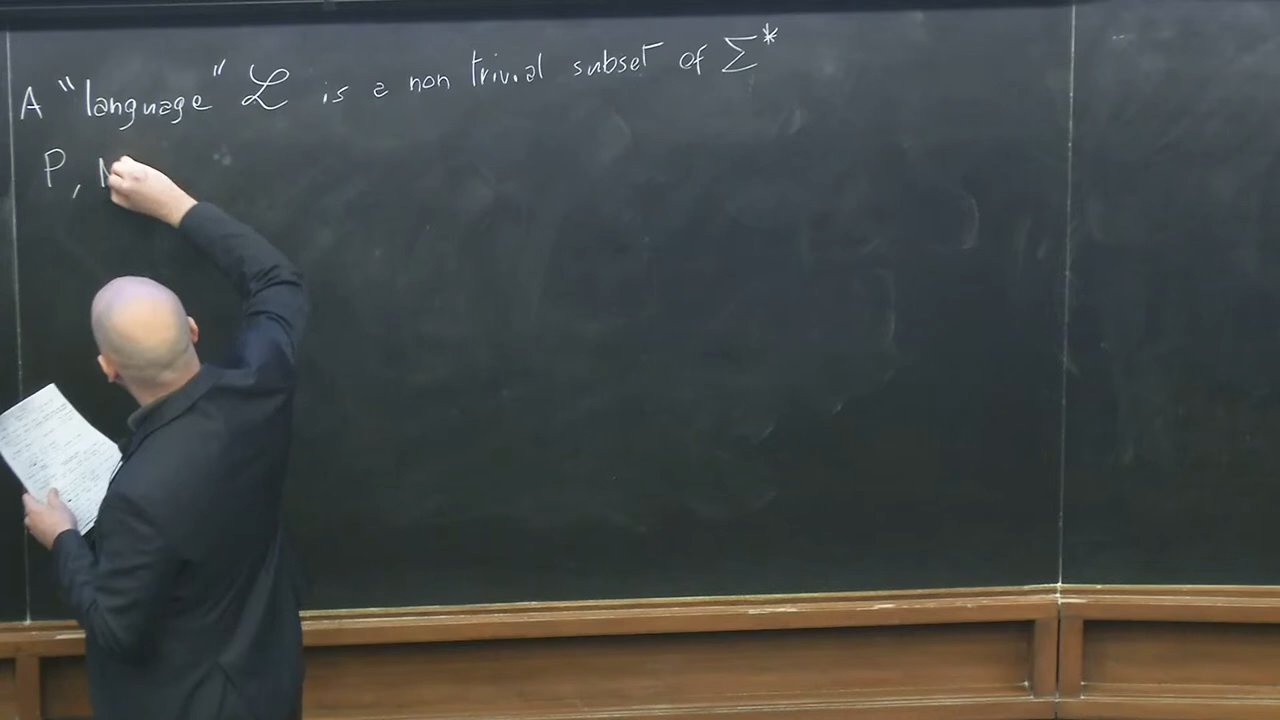 A "language" ℒ is a non trivial subset of Σ*
P, N